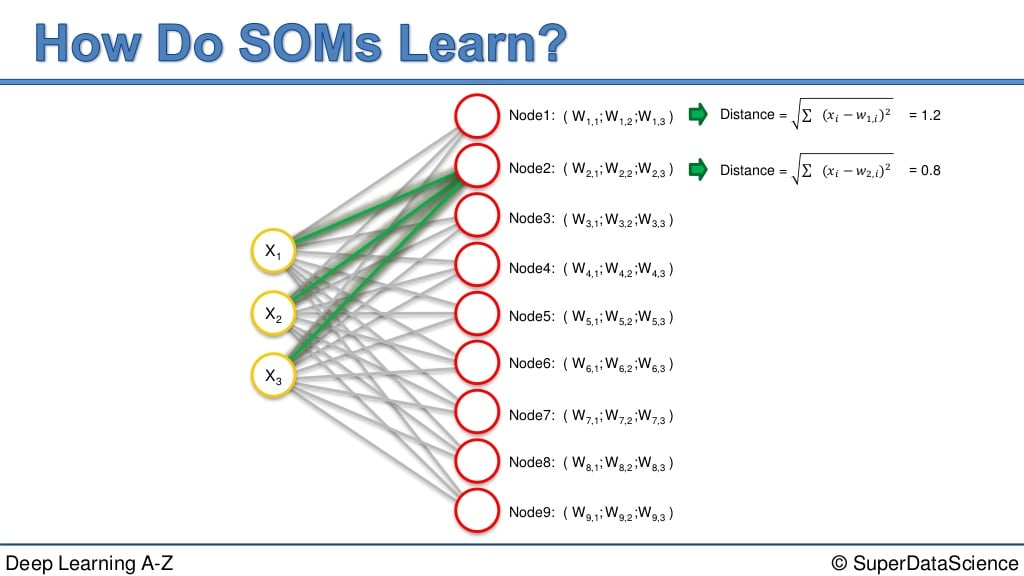 How Do SOMs Learn?
Node1: ( W1,1; W1,2 ;W1,3 ) Distance = √∑ (xi − w1,i)² = 1.2
Node2: ( W2,1; W2,2 ;W2,3 ) Distance = √∑ (xi − w2,i)² = 0.8
Node3: ( W3,1; W3,2 ;W3,3 )
X1
Node4: ( W4,1; W4,2 ;W4,3 )
X2
Node5: ( W5,1; W5,2 ;W5,3 )
Node6: ( W6,1; W6,2 ;W6,3 )
X3
Node7: ( W7,1; W7,2 ;W7,3 )
Node8: ( W8,1; W8,2 ;W8,3 )
Node9: ( W9,1; W9,2 ;W9,3 )
Deep Learning A-Z
© SuperDataScience